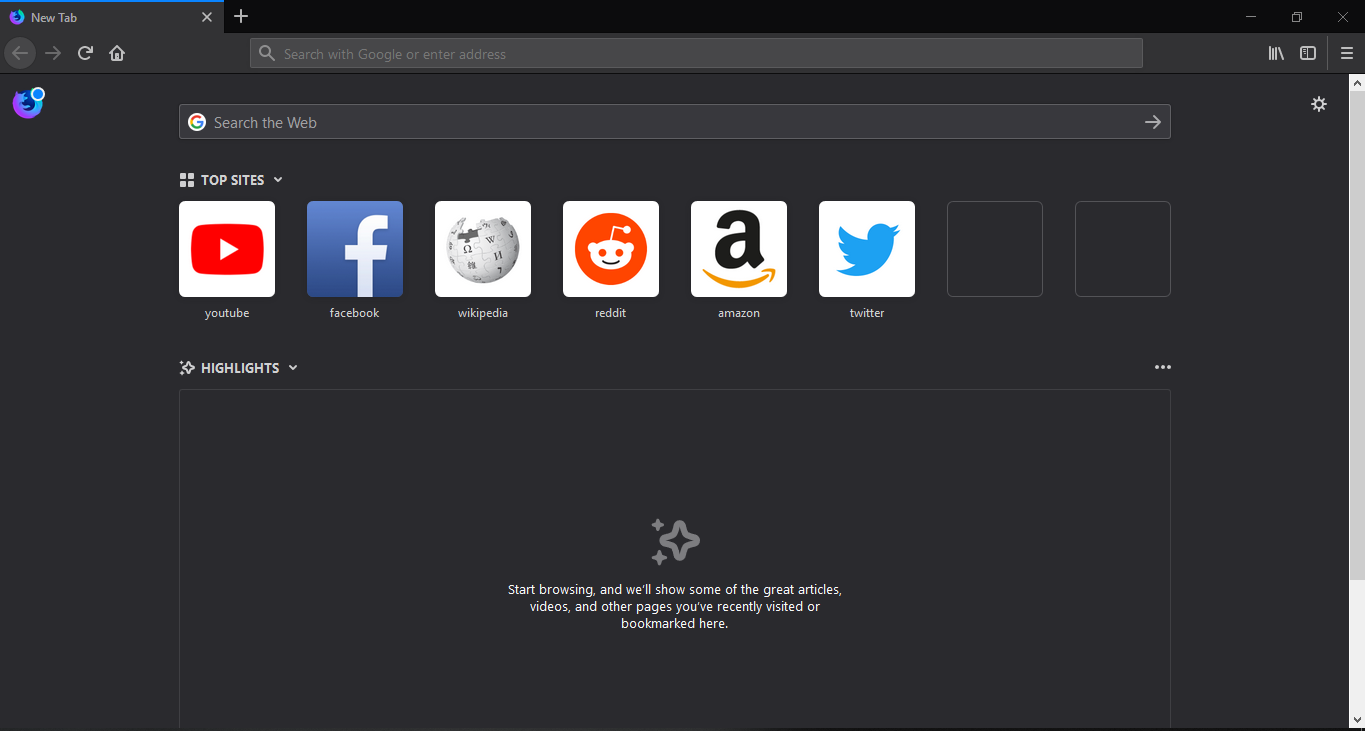 New Tab
Search with Google or enter address
Search the Web
TOP SITES
youtube
facebook
wikipedia
reddit
amazon
twitter
HIGHLIGHTS
Start browsing, and we'll show some of the great articles,
videos, and other pages you've recently visited or
bookmarked here.